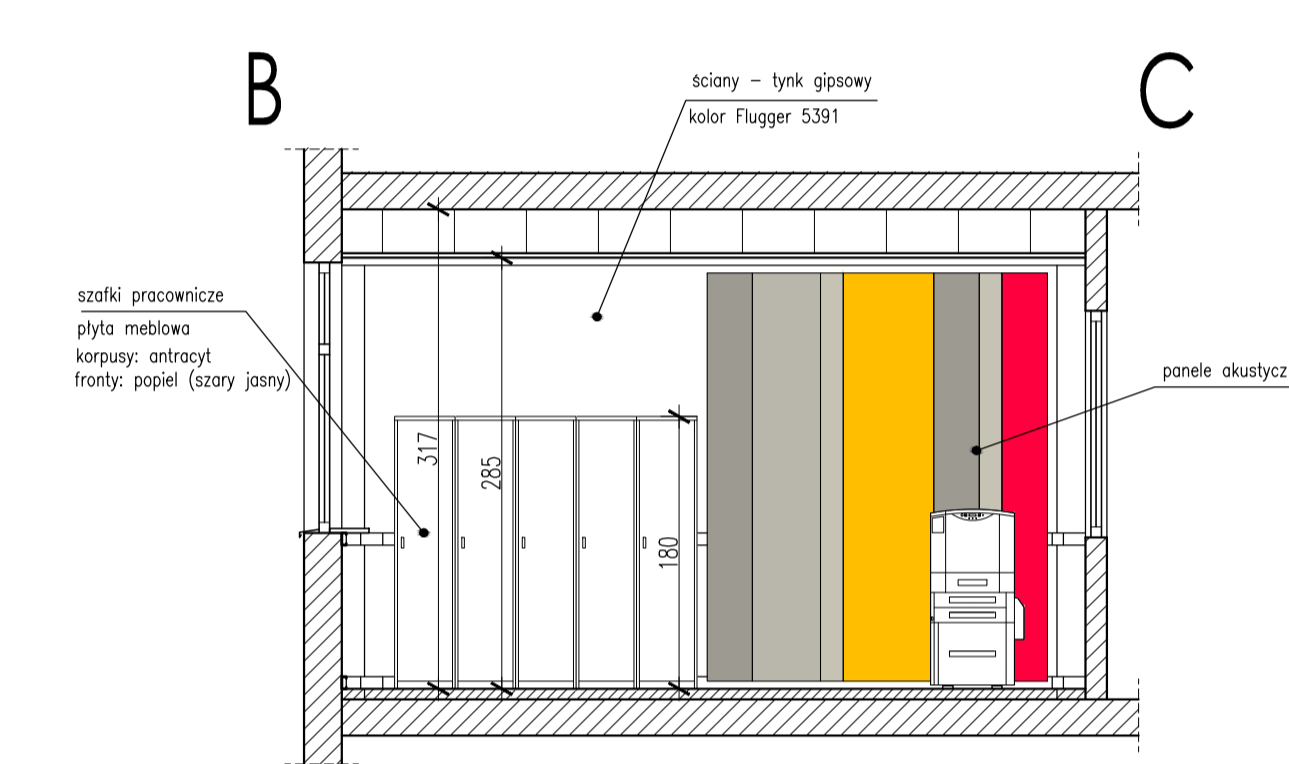 B
C
ściany – tynk gipsowy
kolor Flugger 5391
szafki pracownicze
płyta meblowa
korpusy: antracyt
fronty: popiel (szary jasny)
panele akustycz
317
285
180